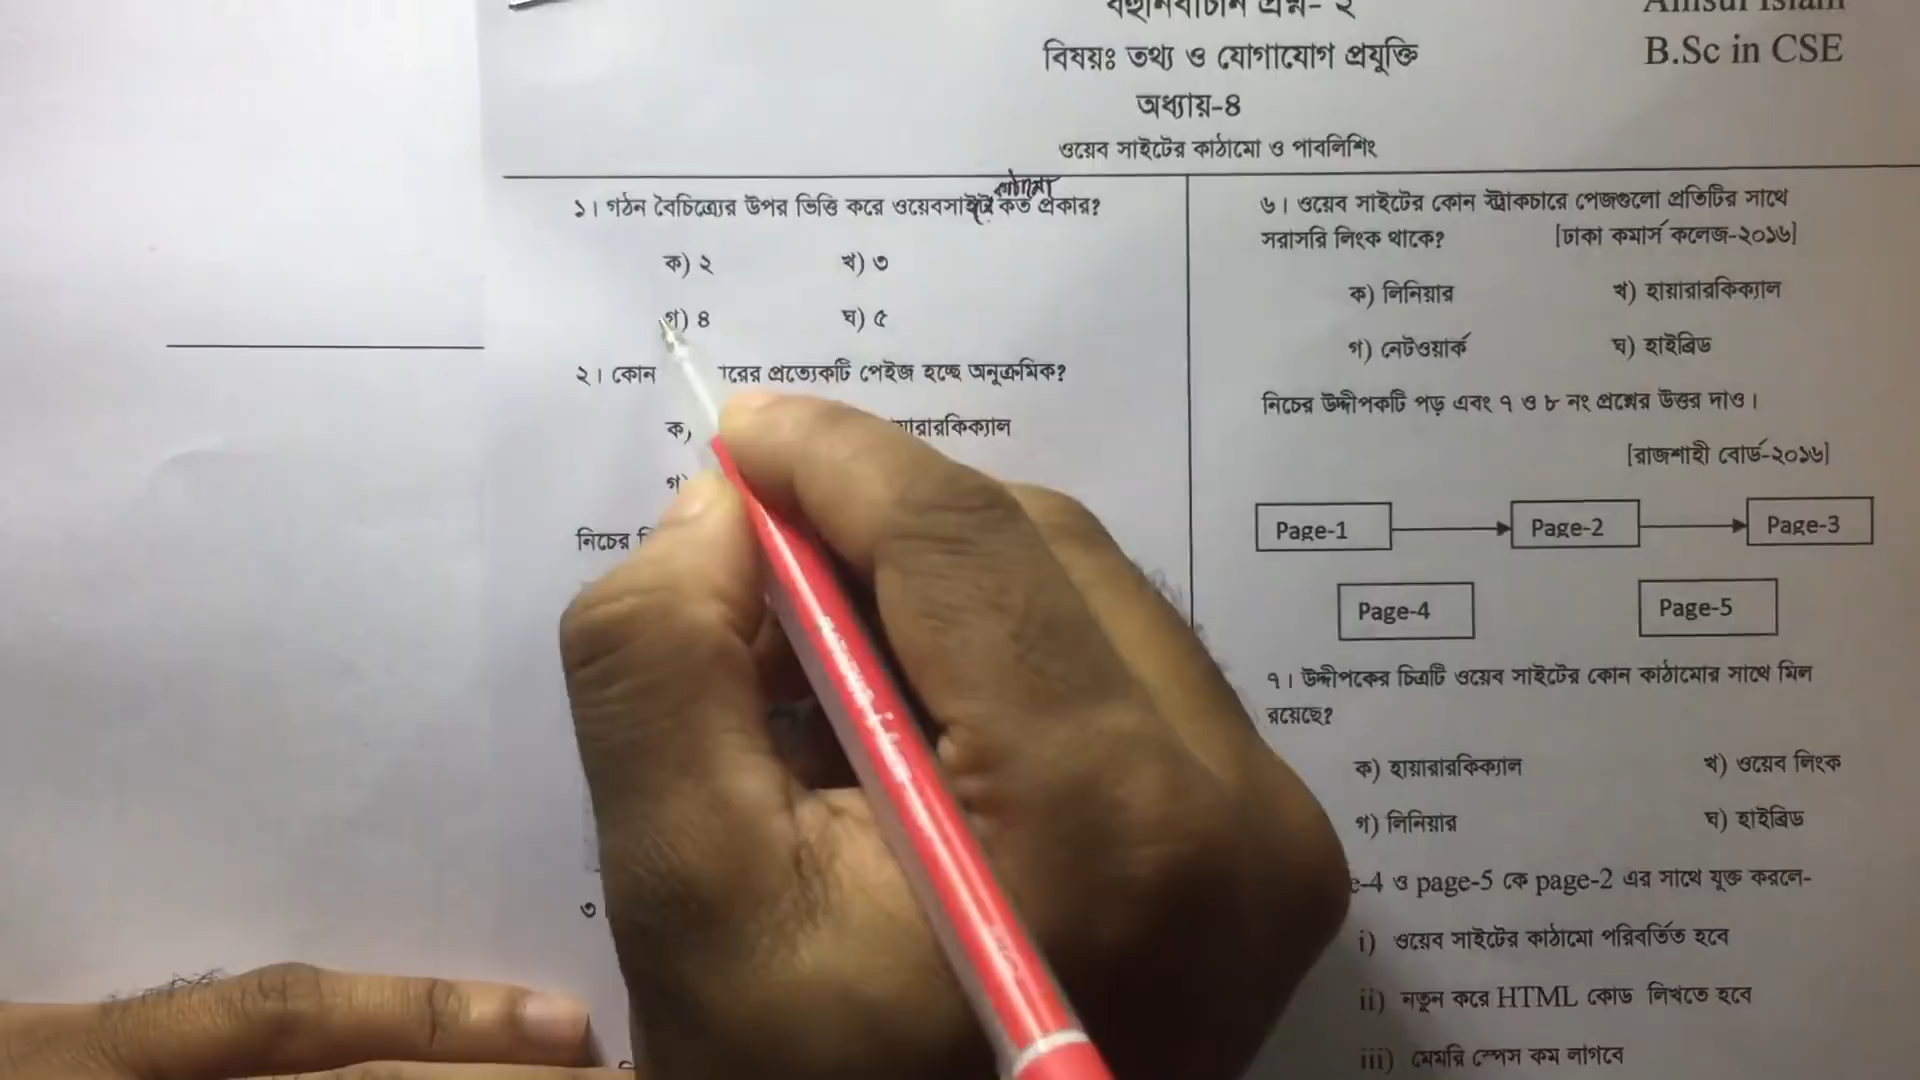 প্রশ্ন- ২
বিষয়ঃ তথ্য ও যোগাযোগ প্রযুক্তি
অধ্যায়-৪
ওয়েব সাইটের কাঠামো ও পাবলিশিং
Islam
B.Sc in CSE
কাঠামো
১। গঠন বৈচিত্র্যের উপর ভিত্তি করে ওয়েবসাইট কত প্রকার?
ক) ২ খ) ৩
গ) ৪ ঘ) ৫
২। কোন প্রত্যেকটি পেইজ হচ্ছে অনুক্রমিক?
ক)
গ)
নিচের
৩।
৬। ওয়েব সাইটের কোন স্ট্রাকচারে পেজগুলো প্রতিটির সাথে
সরাসরি লিংক থাকে? [ঢাকা কমার্স কলেজ-২০১৬]
ক) লিনিয়ার খ) হায়ারারকিক্যাল
গ) নেটওয়ার্ক ঘ) হাইব্রিড
নিচের উদ্দীপকটি পড় এবং ৭ ও ৮ নং প্রশ্নের উত্তর দাও।
[রাজশাহী বোর্ড-২০১৬]
Page-1 Page-2 Page-3
Page-4 Page-5
৭। উদ্দীপকের চিত্রটি ওয়েব সাইটের কোন কাঠামোর সাথে মিল
রয়েছে?
ক) হায়ারারকিক্যাল খ) ওয়েব লিংক
গ) লিনিয়ার ঘ) হাইব্রিড
e-4 ও page-5 কে page-2 এর সাথে যুক্ত করলে-
i) ওয়েব সাইটের কাঠামো পরিবর্তিত হবে
ii) নতুন করে HTML কোড লিখতে হবে
iii) মেমরি স্পেস কম লাগবে